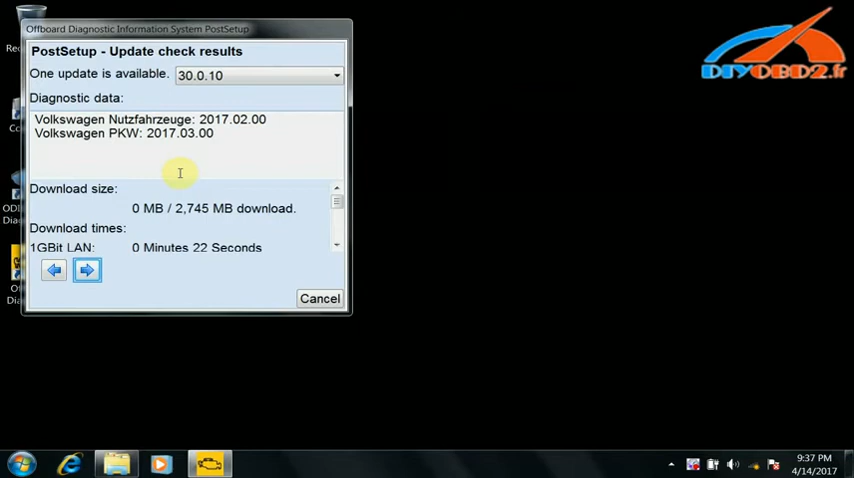 Offboard Diagnostic Information System PostSetup
PostSetup - Update check results
One update is available. 30.0.10
Diagnostic data:
Volkswagen Nutzfahrzeuge: 2017.02.00
Volkswagen PKW: 2017.03.00
Download size:
0 MB / 2,745 MB download.
Download times:
1GBit LAN: 0 Minutes 22 Seconds
Cancel
DIYOBD2.fr
9:37 PM
4/14/2017